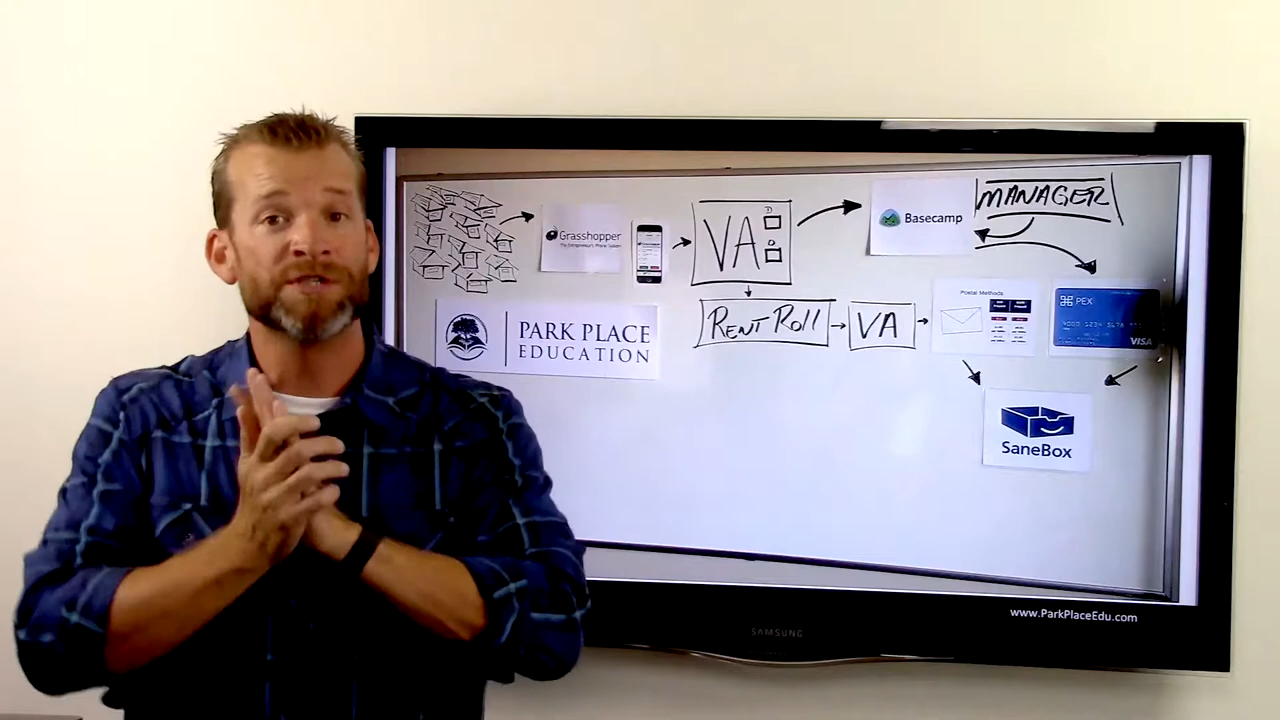 Grasshopper
The Entrepreneur's Phone System
VA
D
O
Basecamp
MANAGER
RENT ROLL
VA
Postal Methods
PEX
VISA
PARK PLACE
EDUCATION
SaneBox
www.ParkPlaceEdu.com
SAMSUNG